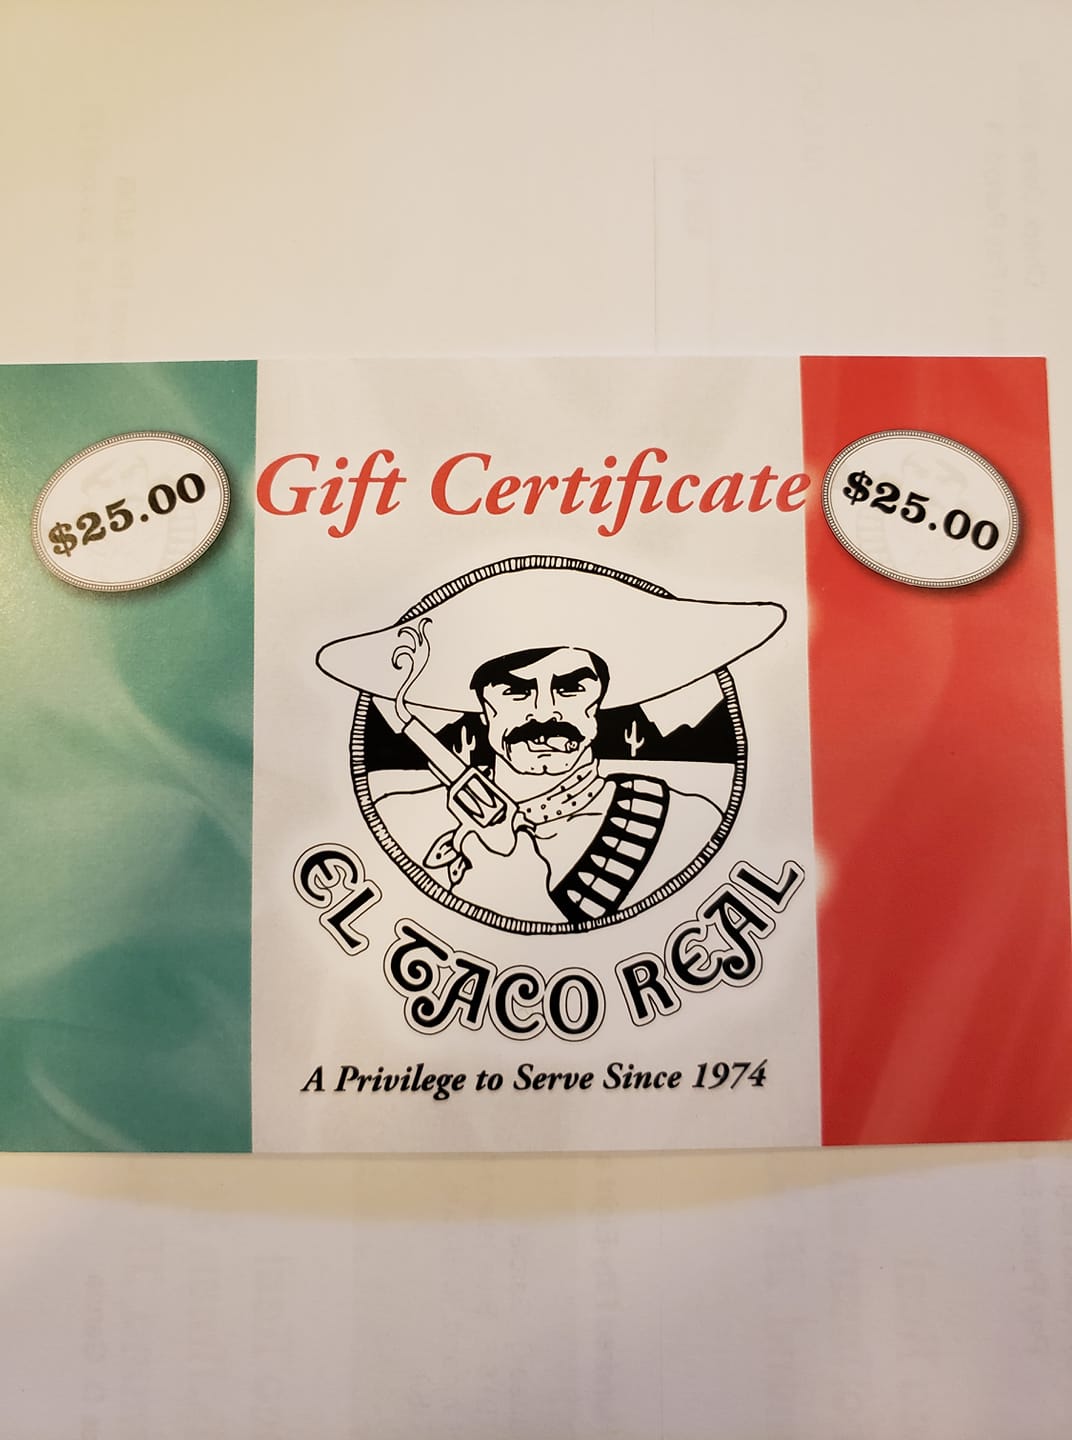 $25.00
Gift Certificate
$25.00
EL TACO REAL
A Privilege to Serve Since 1974